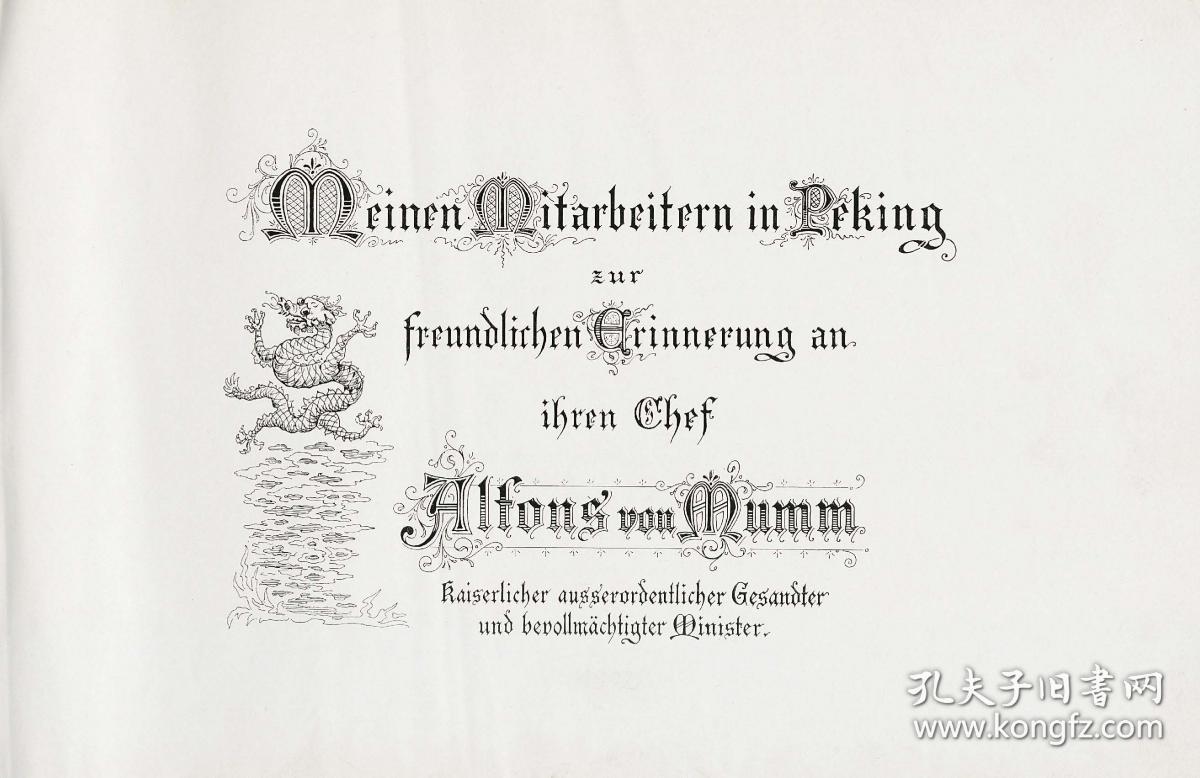 Meinen Mitarbeitern in Peking
zur
freundlichen Erinnerung an
ihren Chef
Alfons von Mumm
Kaiserlicher ausserordentlicher Gesandter
und bevollmächtigter Minister.
孔夫子旧書网
www.kongfz.com